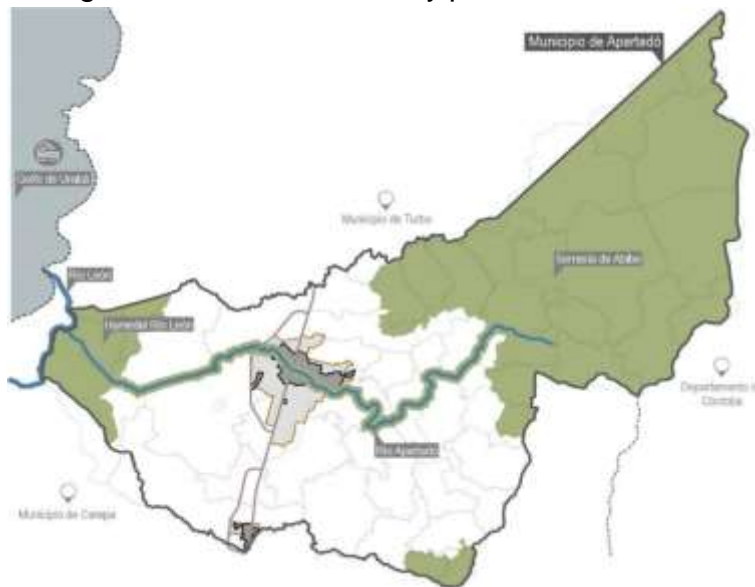 Municipio de Apartadó
Golfo de Urabá
Municipio de Turbo
Río León
Serranía de Abibe
Humedal Río León
Departamento de
Córdoba
Río Apartadó
Municipio de Carepa